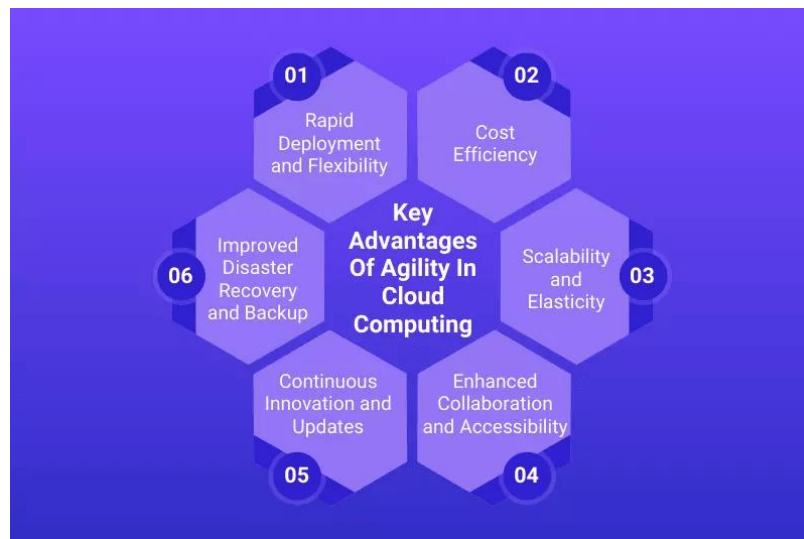 Key
Advantages
Of Agility In
Cloud
Computing
01
Rapid
Deployment
and Flexibility
02
Cost
Efficiency
03
Scalability
and
Elasticity
04
Enhanced
Collaboration
and Accessibility
05
Continuous
Innovation and
Updates
06
Improved
Disaster
Recovery
and Backup